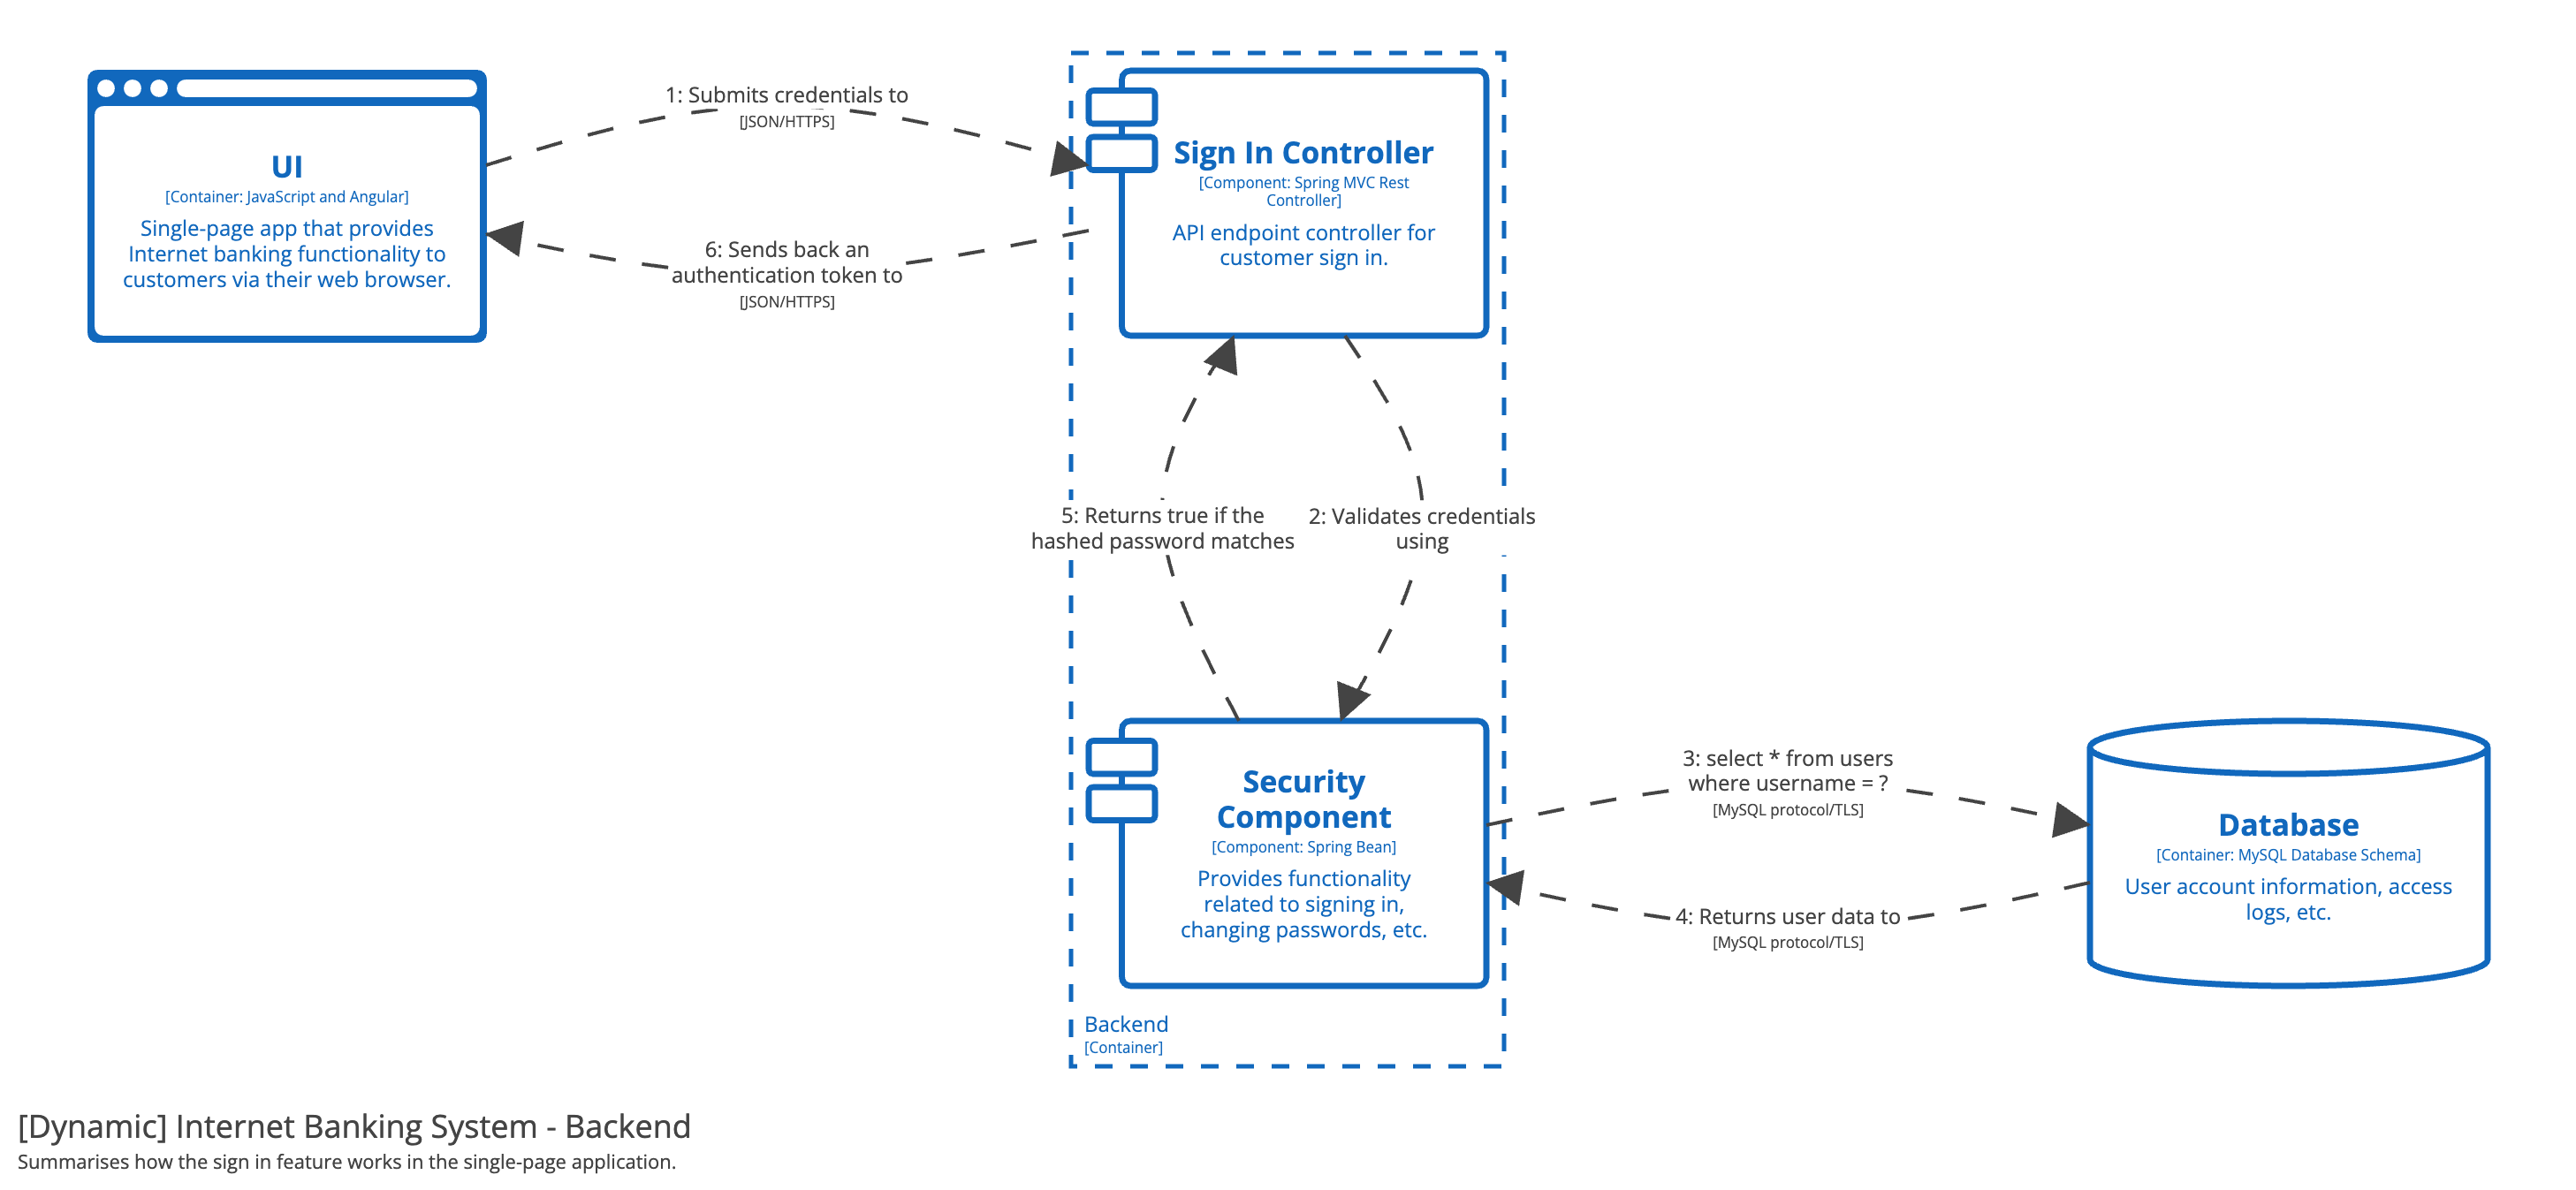 1: Submits credentials to
[JSON/HTTPS]
UI
[Container: JavaScript and Angular]
Single-page app that provides
Internet banking functionality to
customers via their web browser.
Sign In Controller
[Component: Spring MVC Rest
Controller]
API endpoint controller for
customer sign in.
6: Sends back an
authentication token to
[JSON/HTTPS]
5: Returns true if the
hashed password matches
2: Validates credentials
using
Security
Component
[Component: Spring Bean]
Provides functionality
related to signing in,
changing passwords, etc.
3: select * from users
where username = ?
[MySQL protocol/TLS]
Database
[Container: MySQL Database Schema]
User account information, access
logs, etc.
4: Returns user data to
[MySQL protocol/TLS]
Backend
[Container]
[Dynamic] Internet Banking System - Backend
Summarises how the sign in feature works in the single-page application.